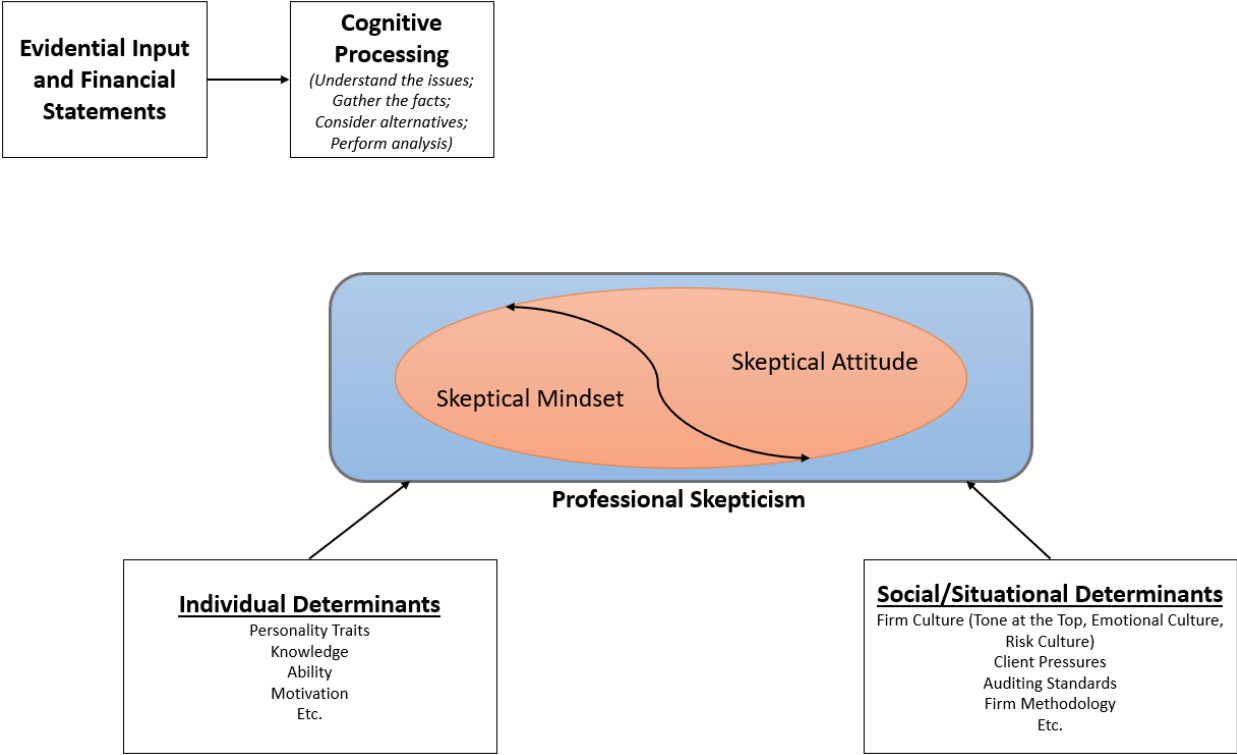 Evidential Input
and Financial
Statements
Cognitive
Processing
(Understand the issues;
Gather the facts;
Consider alternatives;
Perform analysis)
Skeptical Attitude
Skeptical Mindset
Professional Skepticism
Individual Determinants
Personality Traits
Knowledge
Ability
Motivation
Etc.
Social/Situational Determinants
Firm Culture (Tone at the Top, Emotional Culture,
Risk Culture)
Client Pressures
Auditing Standards
Firm Methodology
Etc.